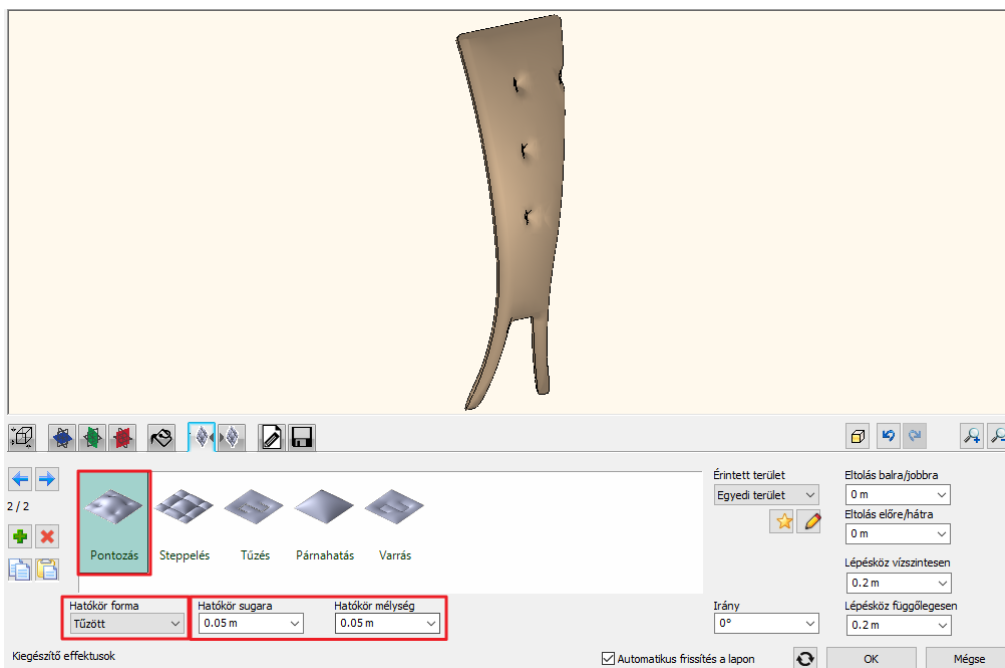 2 / 2
Pontozás
Steppelés
Tűzés
Párnahatás
Varrás
Érintett terület
Egyedi terület
Eltolás balra/jobbra
0 m
Eltolás előre/hátra
0 m
Lépésköz vízszintesen
0.2 m
Hatókör forma
Tűzött
Hatókör sugara
0.05 m
Hatókör mélység
0.05 m
Irány
0°
Lépésköz függőlegesen
0.2 m
Kiegészítő effektusok
Automatikus frissítés a lapon
OK
Mégse